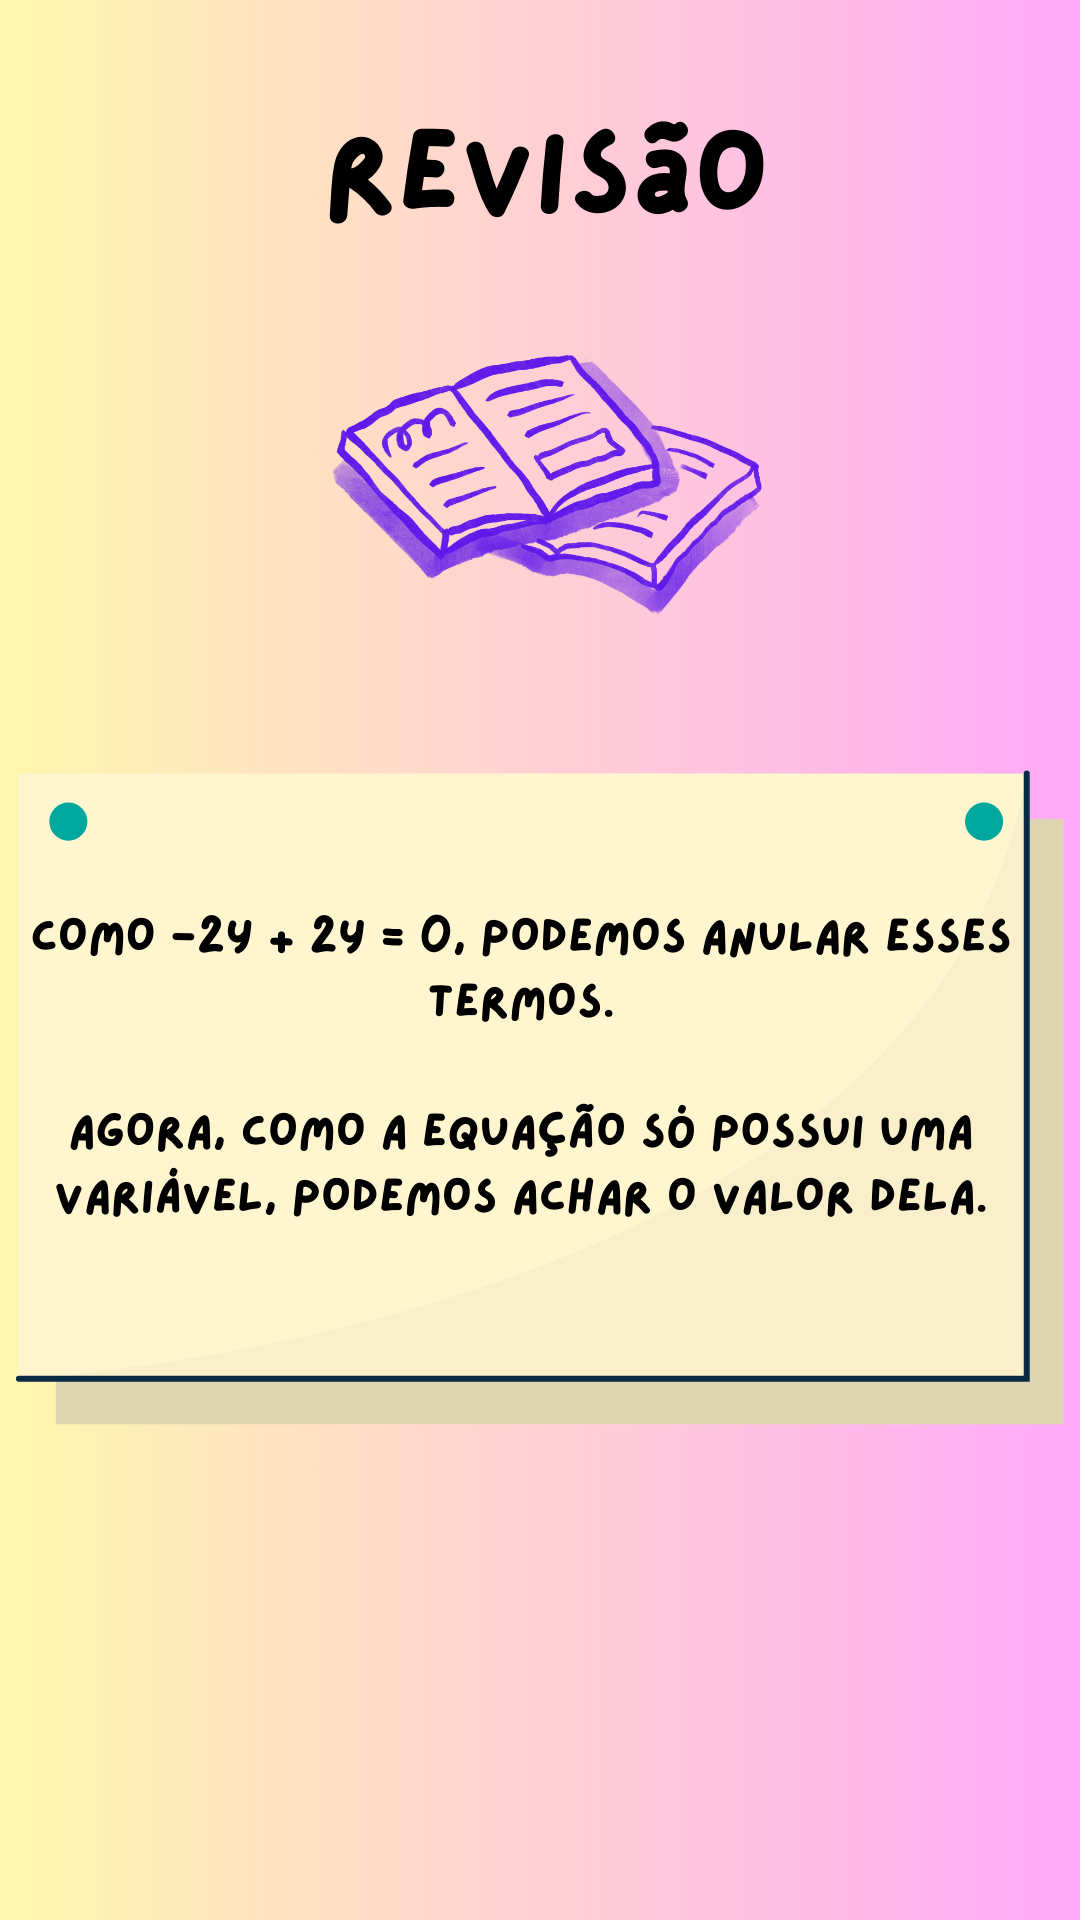 REVISãO
COMO -2Y + 2Y = 0, PODEMOS ANULAR ESSES
TERMOS.
AGORA, COMO A EQUAÇÃO SÓ POSSUI UMA
VARIÁVEL, PODEMOS ACHAR O VALOR DELA.